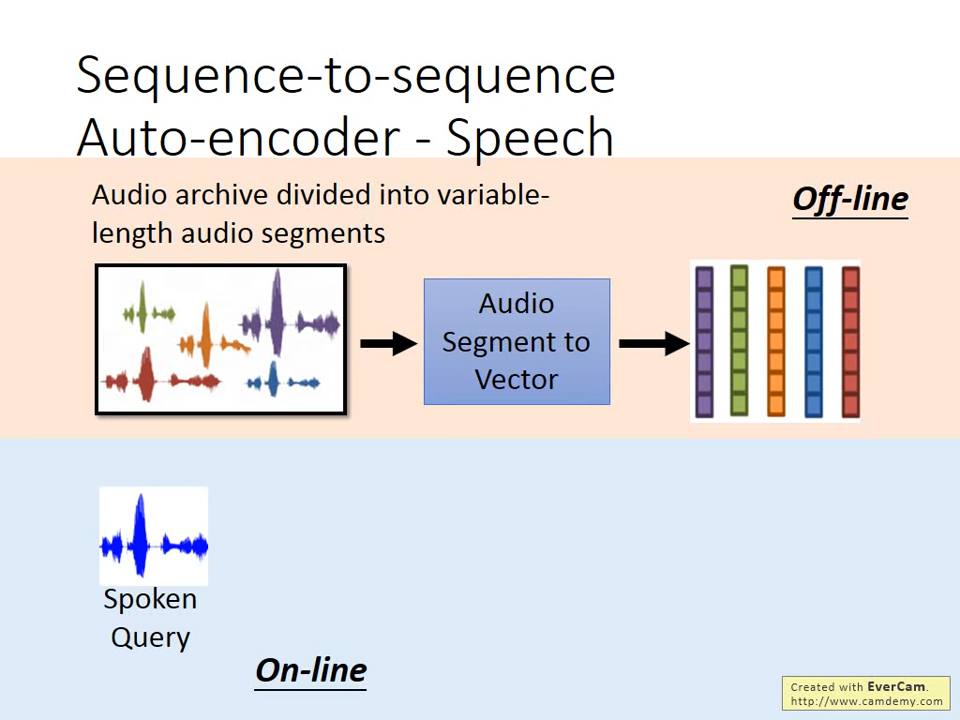 Sequence-to-sequence
Auto-encoder - Speech
Audio archive divided into variable-
length audio segments
Off-line
Audio
Segment to
Vector
Spoken
Query
On-line
Created with EverCam.
http://www.camdemy.com